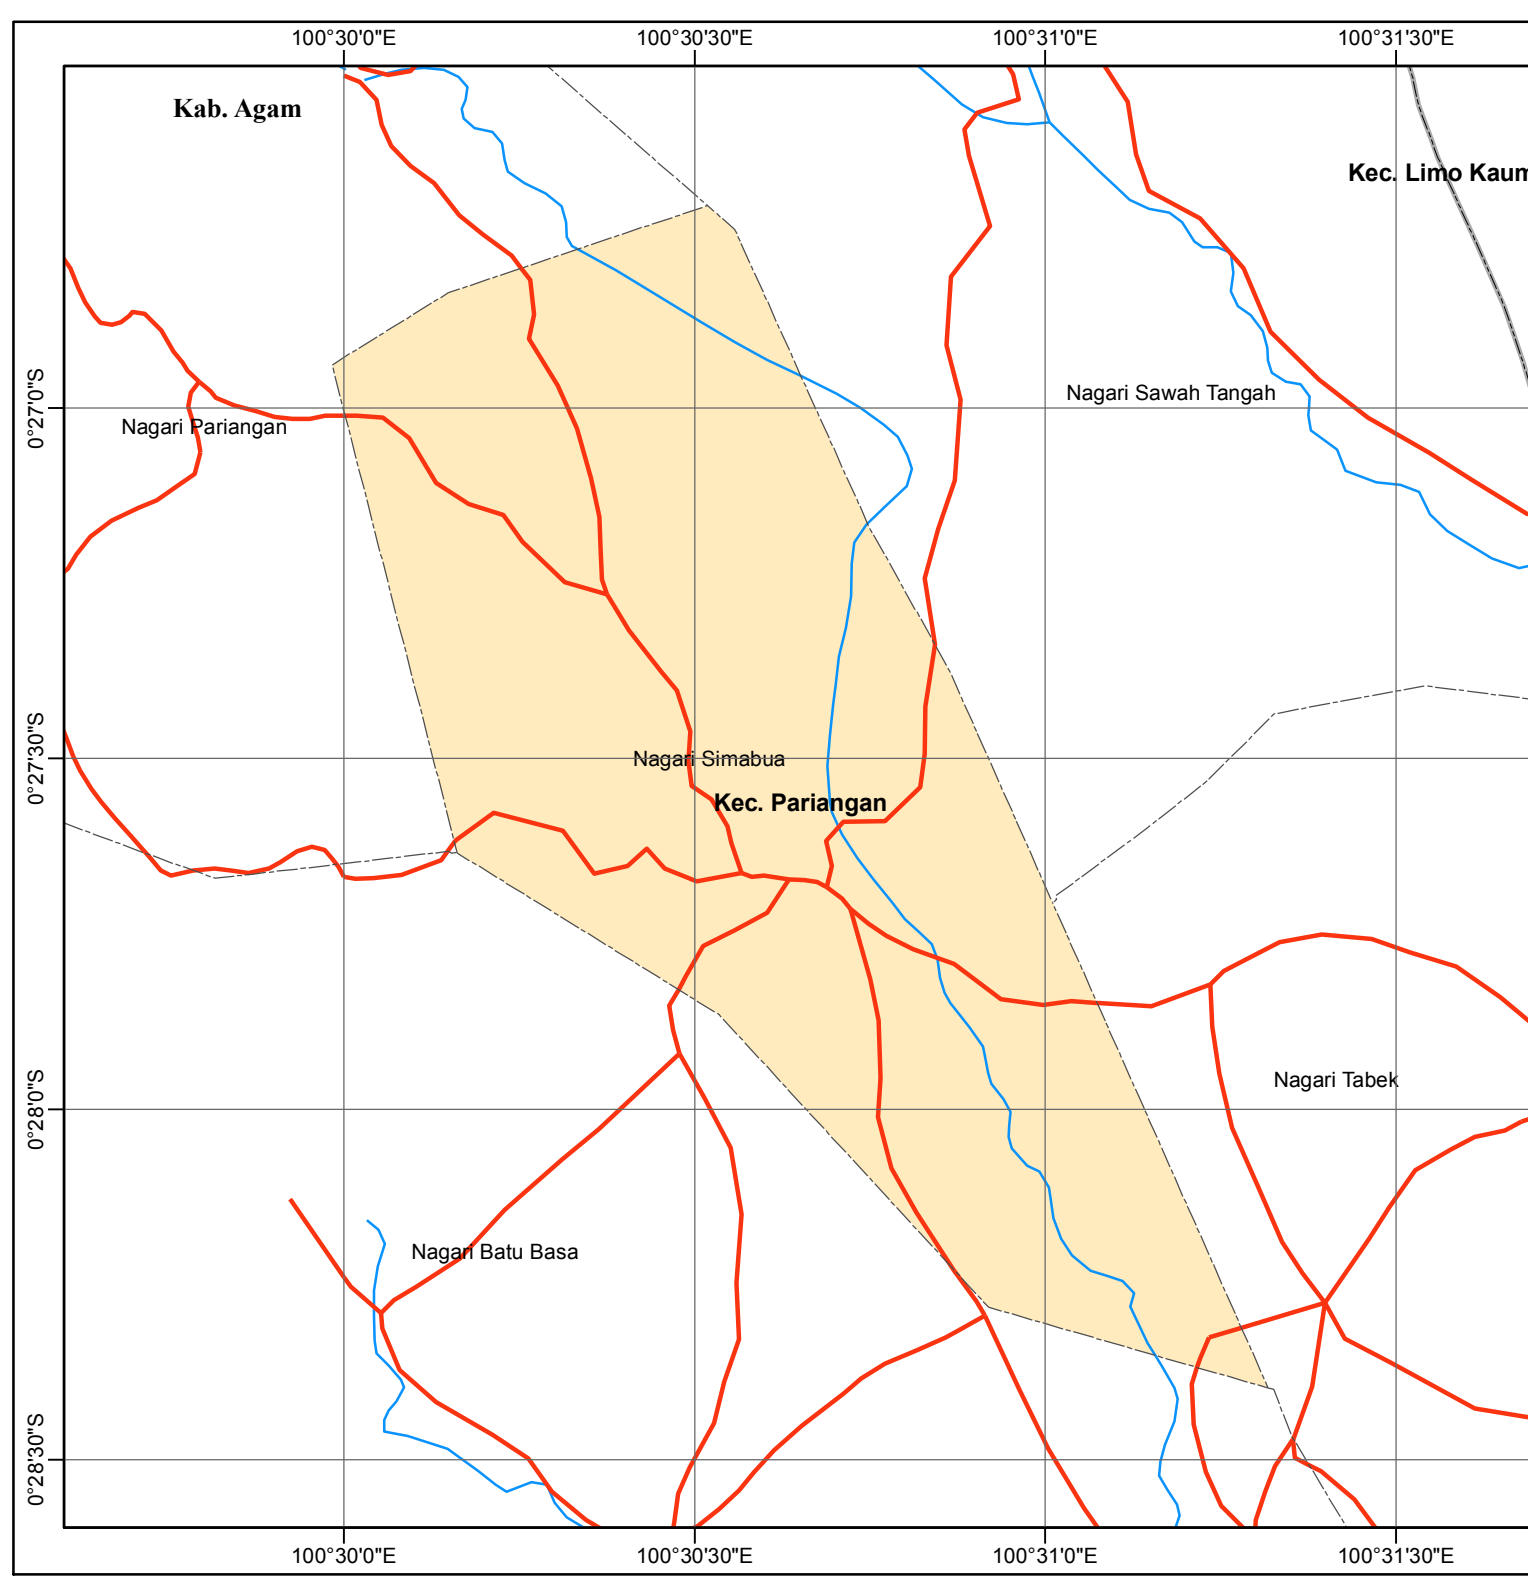 100°30'0"E
100°30'30"E
100°31'0"E
100°31'30"E
Kab. Agam
Kec. Limo Kaum
Nagari Sawah Tangah
0°27'0"S
Nagari Pariangan
0°27'30"S
Nagari Simabua
Kec. Pariangan
Nagari Tabek
0°28'0"S
Nagari Batu Basa
0°28'30"S
100°30'0"E
100°30'30"E
100°31'0"E
100°31'30"E